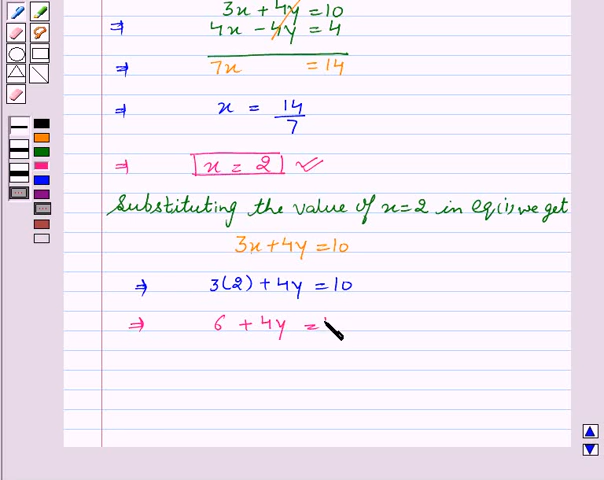 3x + 4y = 10
⇒ 4x - 4y = 4
⇒ 7x = 14
⇒ x = 14/7
⇒ x = 2 ✓
Substituting the value of x=2 in eq(i) we get
3x+4y=10
⇒ 3(2) + 4y = 10
⇒ 6 + 4y =